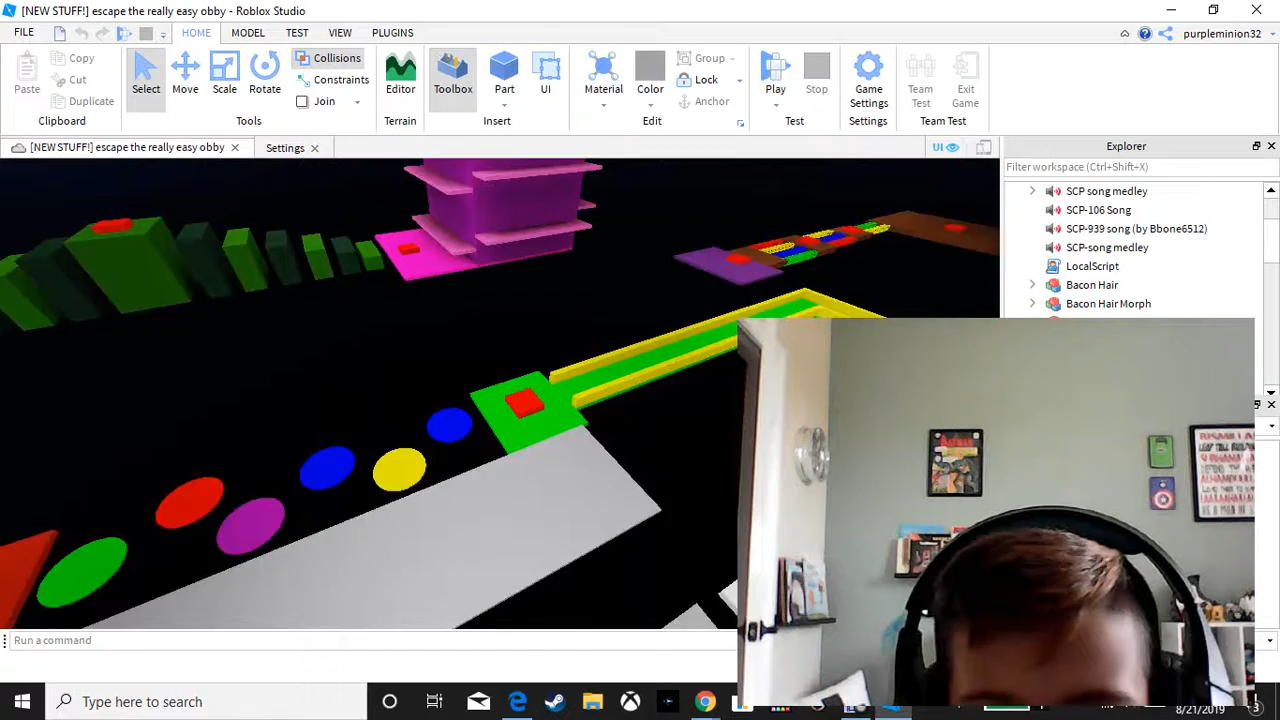 [NEW STUFF!] escape the really easy obby - Roblox Studio
FILE HOME MODEL TEST VIEW PLUGINS purpleminion32
Paste Copy Cut Duplicate Select Move Scale Rotate Collisions Constraints Join Editor Toolbox Part UI Material Color Group Lock Anchor Play Stop Game Settings Team Test Exit Game
Clipboard Tools Terrain Insert Edit Test Settings Team Test
[NEW STUFF!] escape the really easy obby Settings UI Explorer
Filter workspace (Ctrl+Shift+X)
SCP song medley
SCP-106 Song
SCP-939 song (by Bbone6512)
SCP-song medley
LocalScript
Bacon Hair
Bacon Hair Morph
BATMAN
Run a command
Type here to search
8/21/2019
3